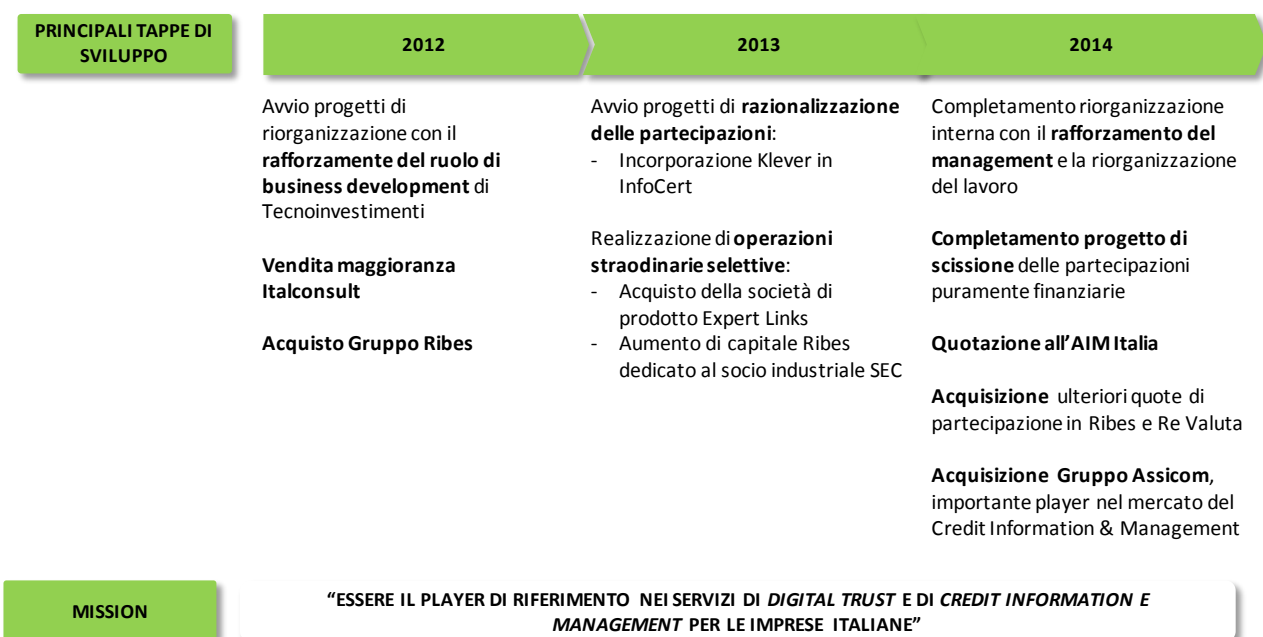 PRINCIPALI TAPPE DI
SVILUPPO
2012
2013
2014
Avvio progetti di
riorganizzazione con il
rafforzamente del ruolo di
business development di
Tecnoinvestimenti
Vendita maggioranza
Italconsult
Acquisto Gruppo Ribes
Avvio progetti di razionalizzazione
delle partecipazioni:
- Incorporazione Klever in
InfoCert
Realizzazione di operazioni
straodinarie selettive:
- Acquisto della società di
prodotto Expert Links
- Aumento di capitale Ribes
dedicato al socio industriale SEC
Completamento riorganizzazione
interna con il rafforzamento del
management e la riorganizzazione
del lavoro
Completamento progetto di
scissione delle partecipazioni
puramente finanziarie
Quotazione all'AIM Italia
Acquisizione ulteriori quote di
partecipazione in Ribes e Re Valuta
Acquisizione Gruppo Assicom,
importante player nel mercato del
Credit Information & Management
MISSION
“ESSERE IL PLAYER DI RIFERIMENTO NEI SERVIZI DI DIGITAL TRUST E DI CREDIT INFORMATION E
MANAGEMENT PER LE IMPRESE ITALIANE”